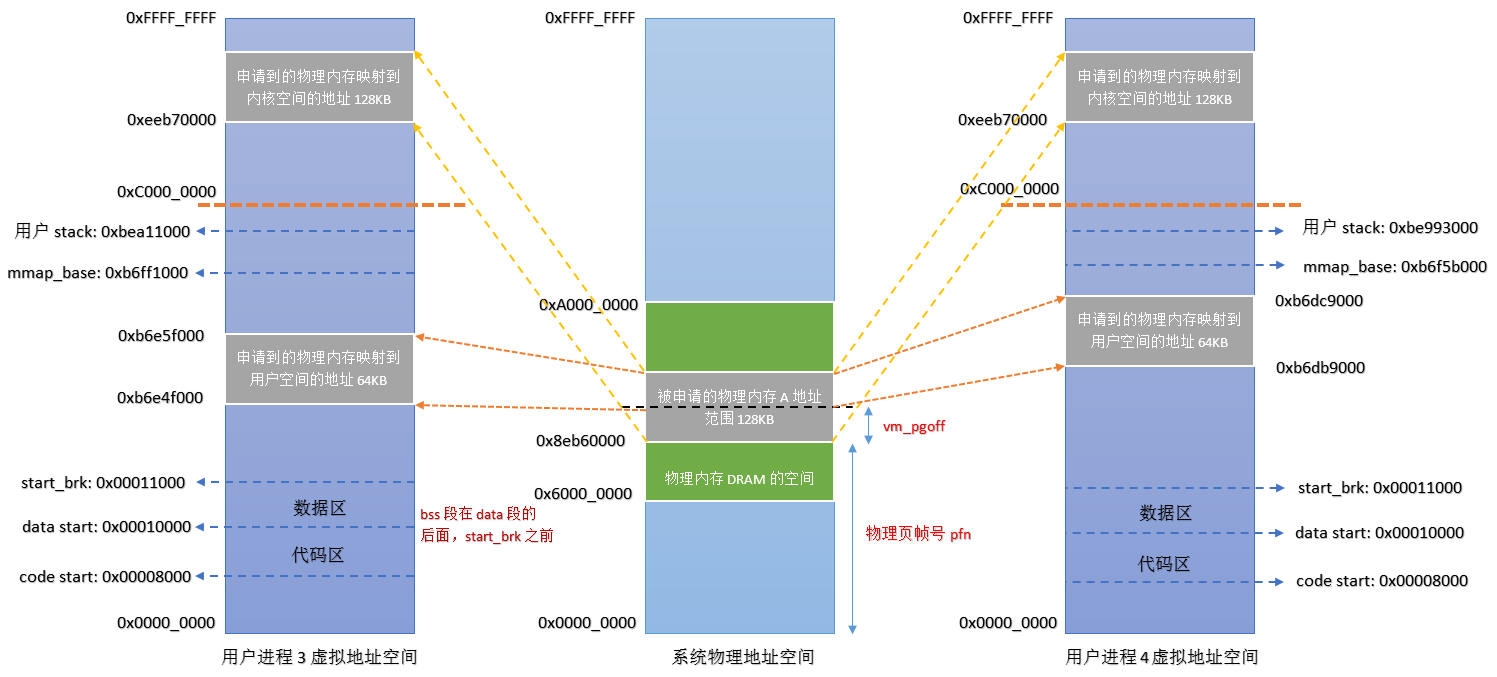 0xFFFF_FFFF
申请到的物理内存映射到
内核空间的地址 128KB
0xeeb70000
0xC000_0000
用户 stack: 0xbea11000
mmap_base: 0xb6ff1000
0xb6e5f000
申请到的物理内存映射到
用户空间的地址 64KB
0xb6e4f000
start_brk: 0x00011000
数据区
data start: 0x00010000
bss 段在 data 段的
后面，start_brk 之前
代码区
code start: 0x00008000
0x0000_0000
用户进程 3 虚拟地址空间
0xFFFF_FFFF
0xA000_0000
被申请的物理内存 A 地址
范围 128KB
vm_pgoff
0x8eb60000
物理内存 DRAM 的空间
0x6000_0000
物理页帧号 pfn
0x0000_0000
系统物理地址空间
0xFFFF_FFFF
申请到的物理内存映射到
内核空间的地址 128KB
0xeeb70000
0xC000_0000
用户 stack: 0xbe993000
mmap_base: 0xb6f5b000
0xb6dc9000
申请到的物理内存映射到
用户空间的地址 64KB
0xb6db9000
start_brk: 0x00011000
数据区
data start: 0x00010000
代码区
code start: 0x00008000
0x0000_0000
用户进程 4 虚拟地址空间